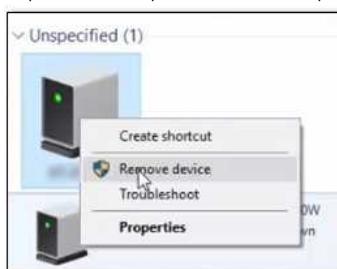 Unspecified (1)
Create shortcut
Remove device
Troubleshoot
Properties